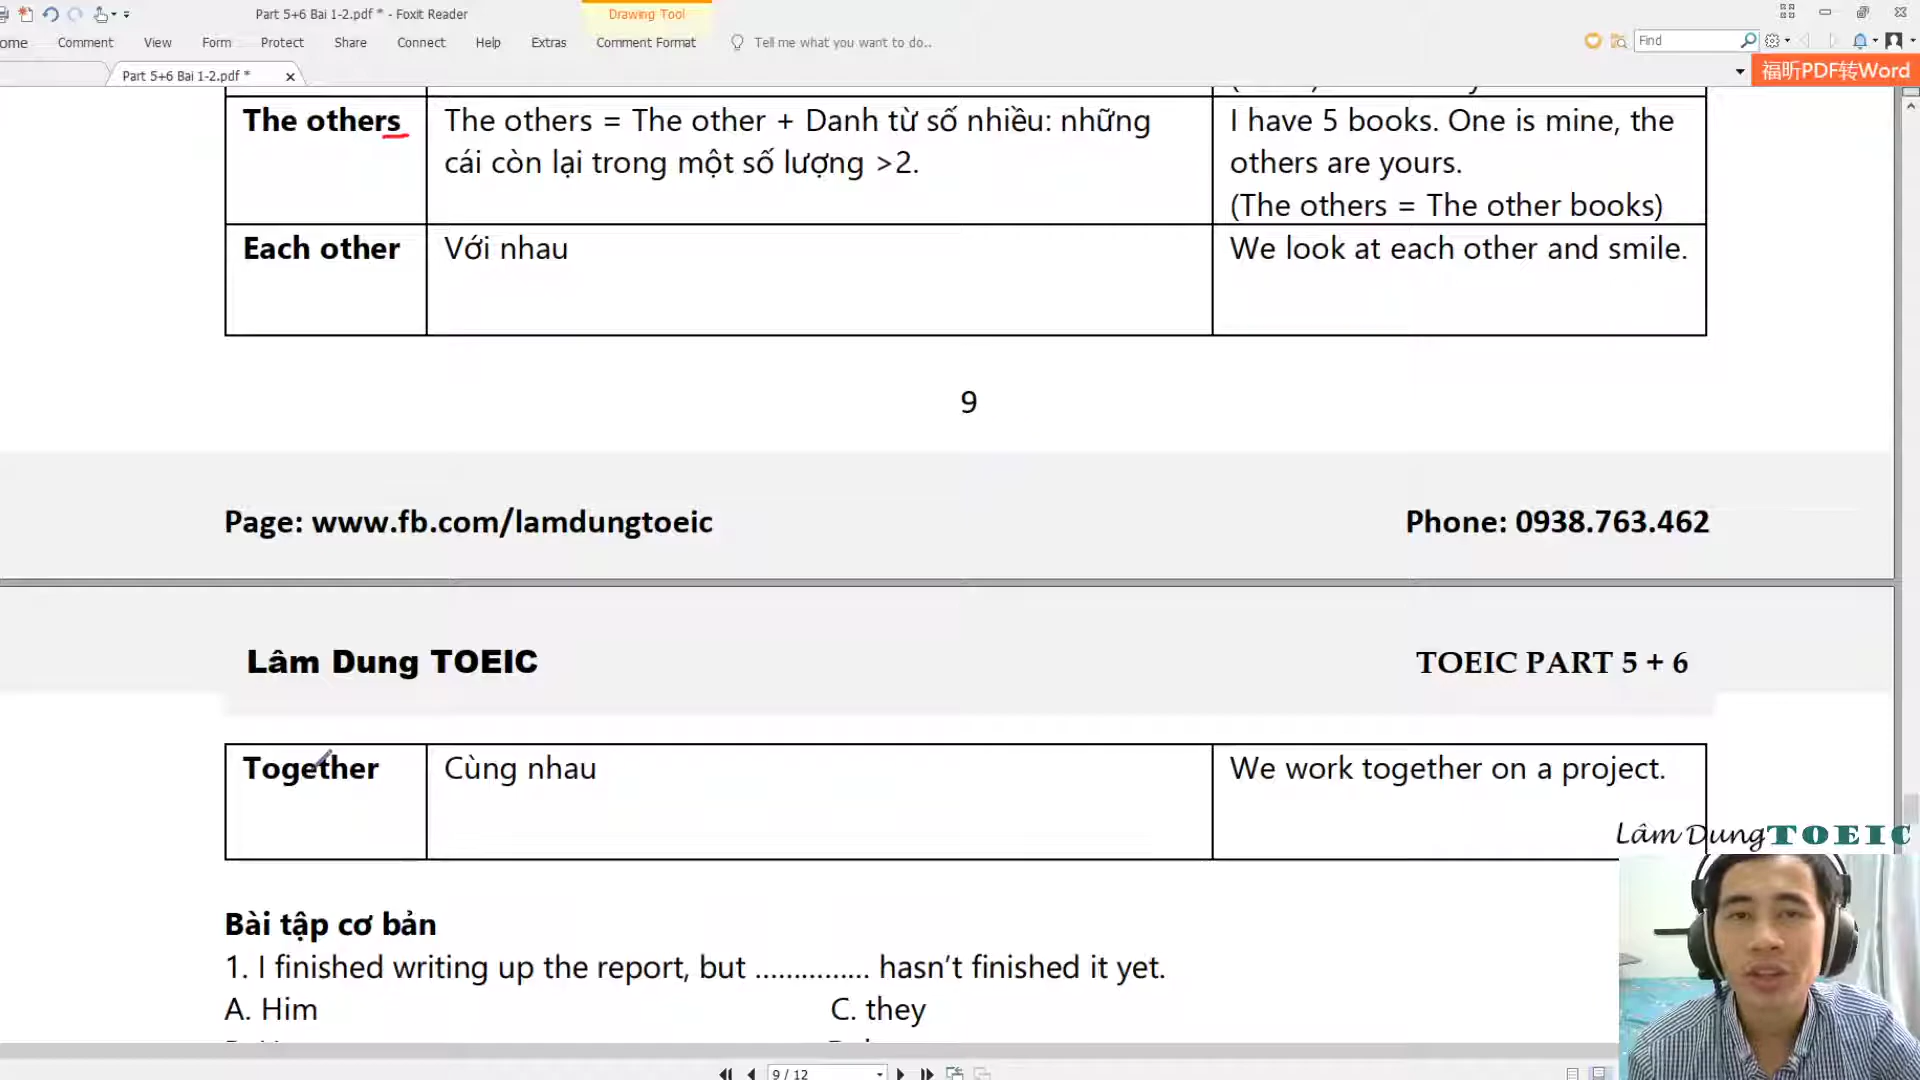 Part 5+6 Bai 1-2.pdf * - Foxit Reader
Drawing Tool
ome Comment View Form Protect Share Connect Help Extras Comment Format Tell me what you want to do.. Find
Part 5+6 Bai 1-2.pdf *
福昕PDF转Word
The others
The others = The other + Danh từ số nhiều: những
cái còn lại trong một số lượng >2.
I have 5 books. One is mine, the
others are yours.
(The others = The other books)
Each other
Với nhau
We look at each other and smile.
9
Page: www.fb.com/lamdungtoeic Phone: 0938.763.462
Lâm Dung TOEIC TOEIC PART 5 + 6
Together
Cùng nhau
We work together on a project.
Lâm Dung TOEIC
Bài tập cơ bản
1. I finished writing up the report, but ............... hasn’t finished it yet.
A. Him C. they
9 / 12